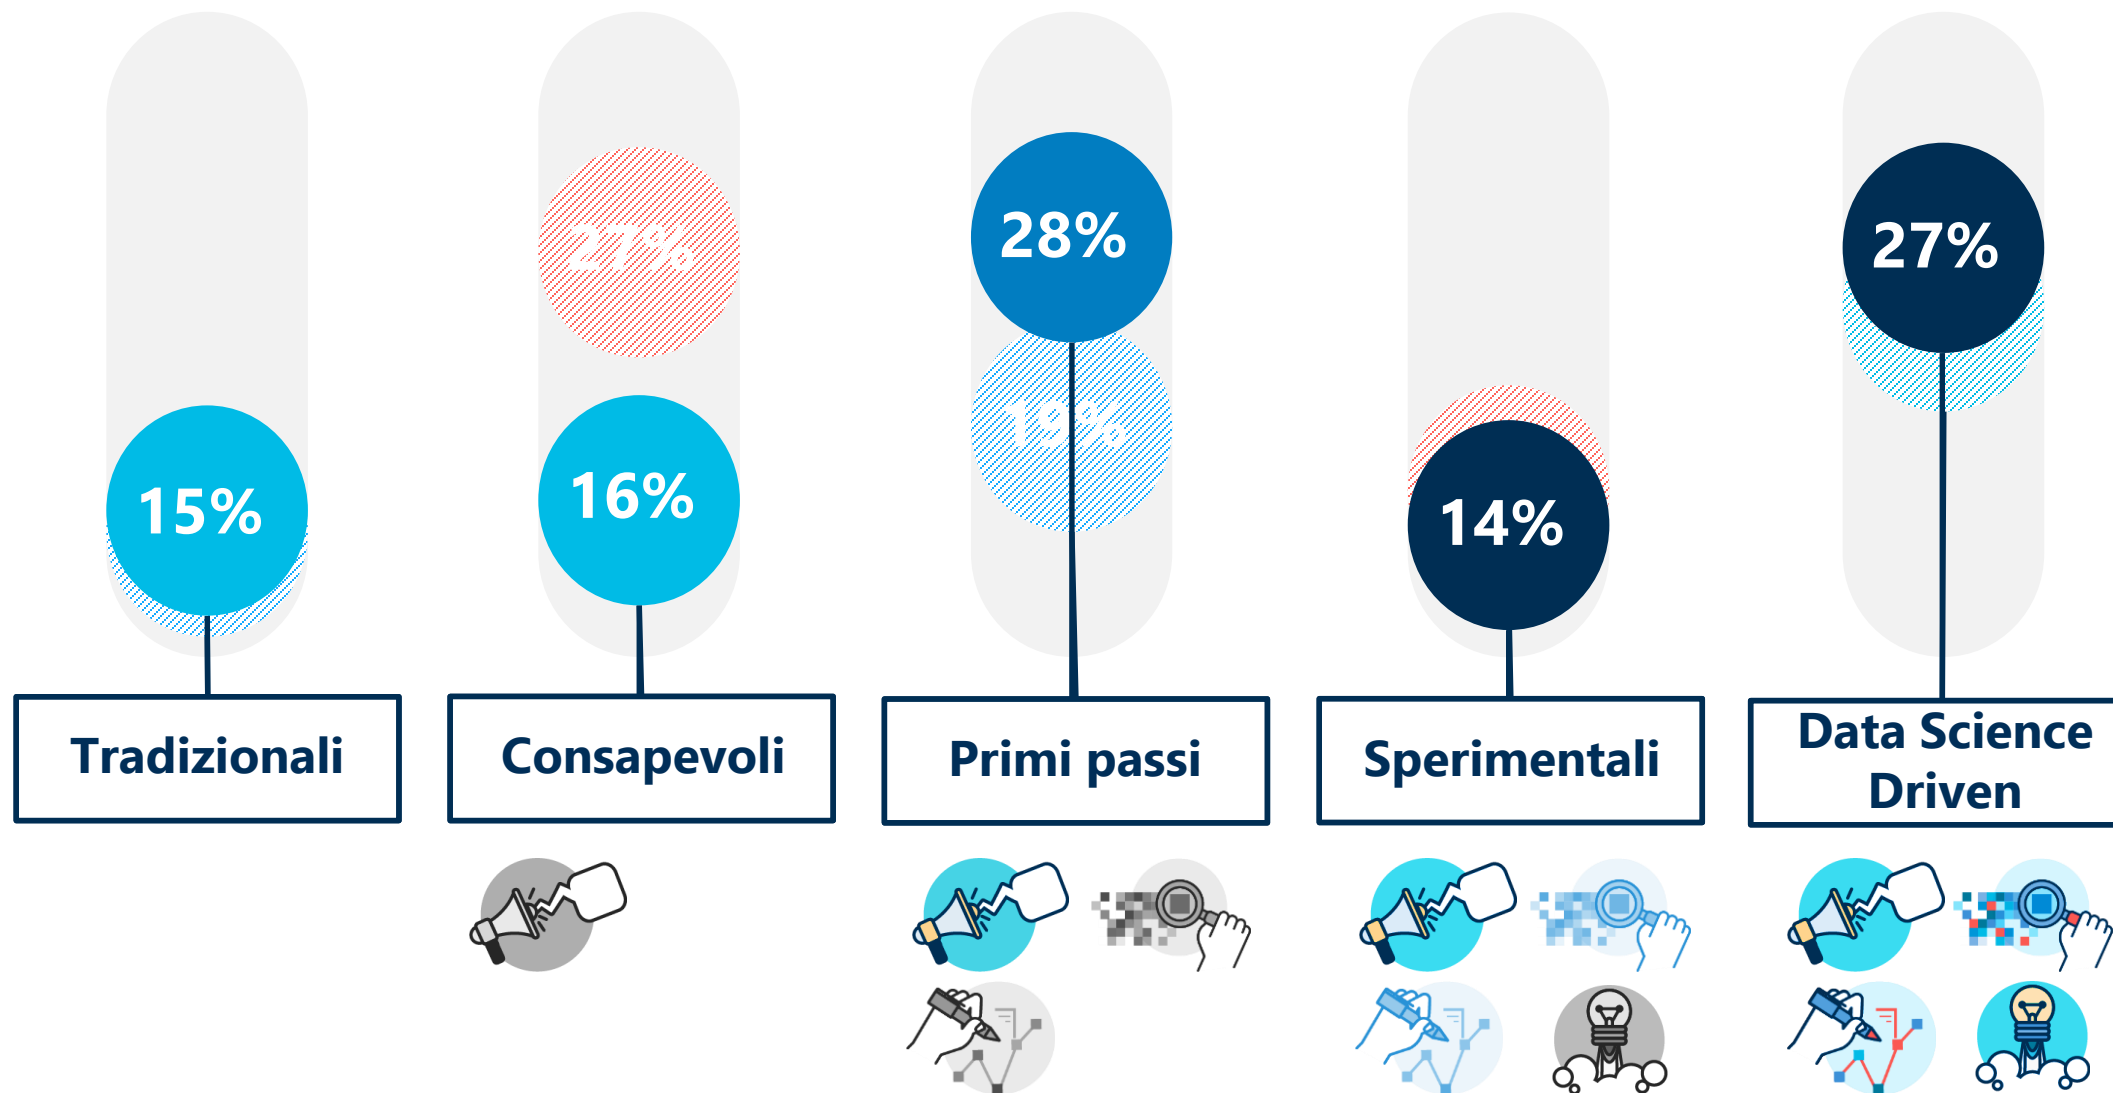 15%
27%
16%
28%
19%
14%
27%
Tradizionali
Consapevoli
Primi passi
Sperimentali
Data Science
Driven